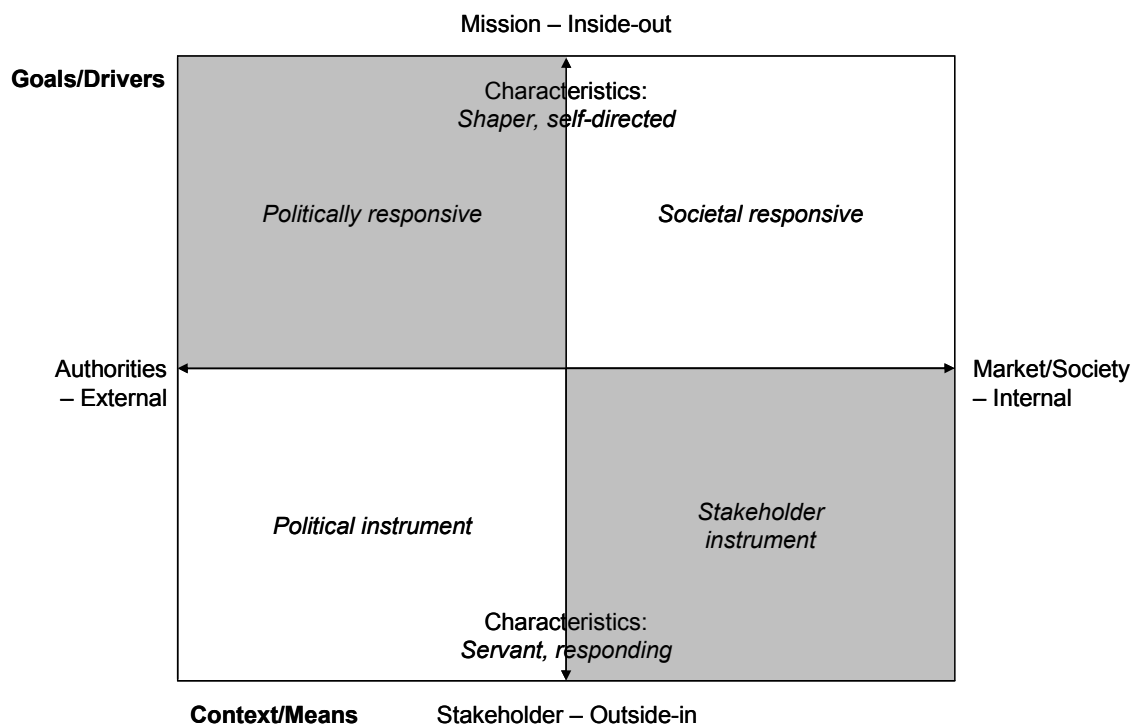 Mission – Inside-out
Goals/Drivers
Characteristics:
Shaper, self-directed
Politically responsive
Societal responsive
Authorities
– External
Market/Society
– Internal
Political instrument
Stakeholder
instrument
Characteristics:
Servant, responding
Context/Means
Stakeholder – Outside-in